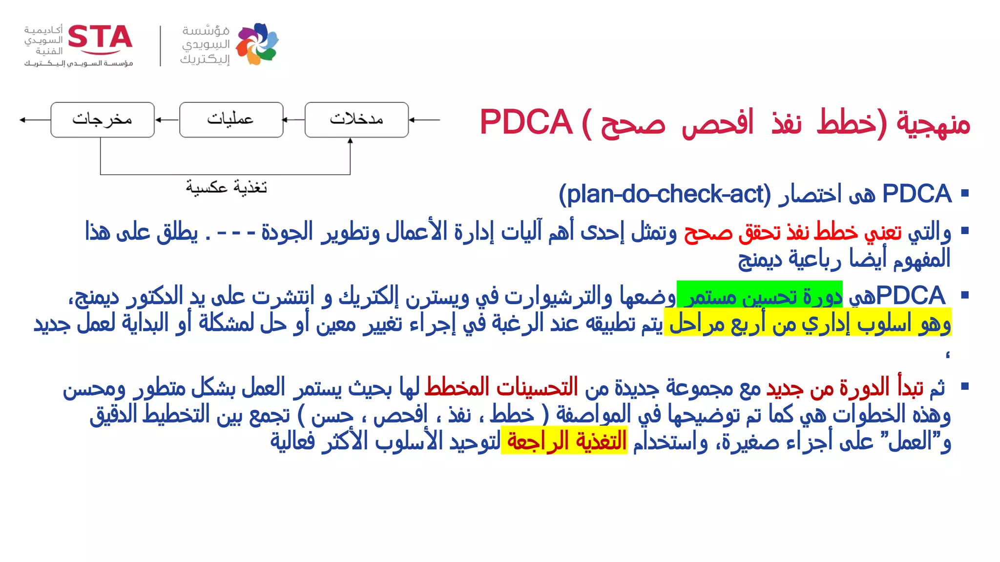 أكاديمية
السويدي
الفنية
STA
مؤسسة السويدي إليكتريك
مؤسَّسَة
السويدي
إليكتريك
مدخلات
عمليات
مخرجات
تغذية عكسية
منهجية (خطط نفذ افحص صحح ) PDCA
▪ PDCA هى اختصار (plan-do-check-act)
▪ والتي تعني خطط نفذ تحقق صحح وتمثل إحدى أهم آليات إدارة الأعمال وتطوير الجودة - - - . يطلق على هذا
المفهوم أيضا رباعية ديمنج
▪ PDCAهي دورة تحسين مستمر وضعها والترشيوارت في ويسترن إلكتريك و انتشرت على يد الدكتور ديمنج،
وهو اسلوب إداري من أربع مراحل يتم تطبيقه عند الرغبة في إجراء تغيير معين أو حل لمشكلة أو البداية لعمل جديد
،
▪ ثم تبدأ الدورة من جديد مع مجموعة جديدة من التحسينات المخطط لها بحيث يستمر العمل بشكل متطور ومحسن
وهذه الخطوات هي كما تم توضيحها في المواصفة ( خطط ، نفذ ، افحص ، حسن ) تجمع بين التخطيط الدقيق
و”العمل” على أجزاء صغيرة، واستخدام التغذية الراجعة لتوحيد الأسلوب الأكثر فعالية